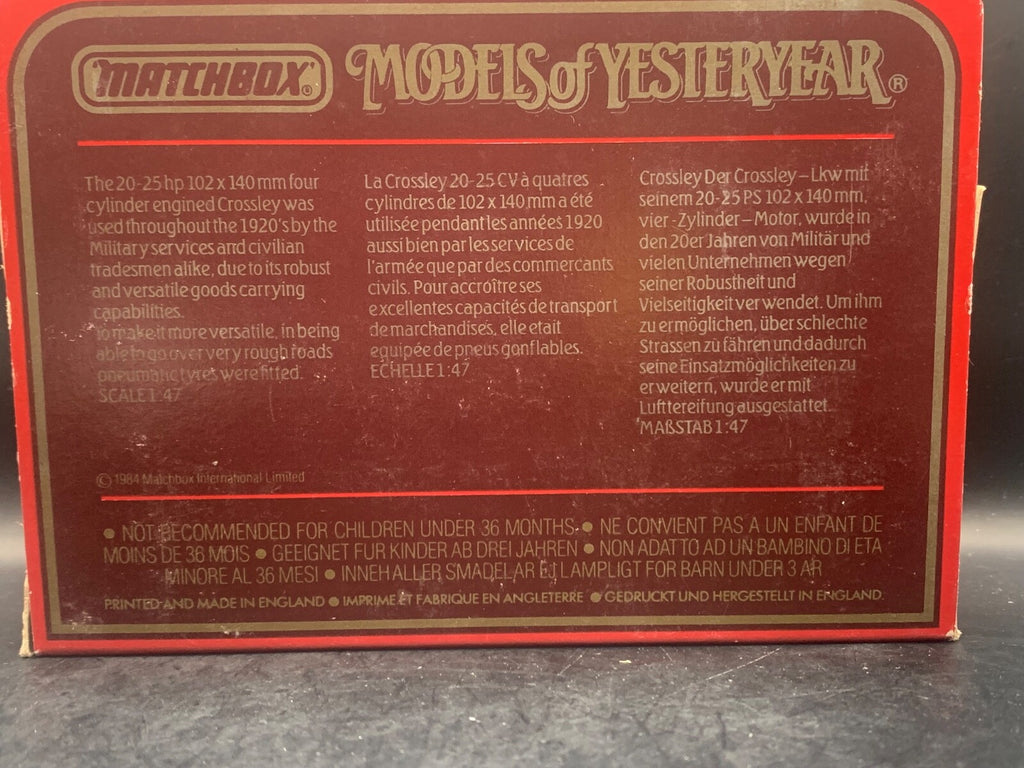 MATCHBOX®
MODELS of YESTERYEAR®
The 20-25 hp 102 x 140 mm four
cylinder engined Crossley was
used throughout the 1920's by the
Military services and civilian
tradesmen alike, due to its robust
and versatile goods carrying
capabilities.
To make it more versatile, in being
able to go over very rough roads
pneumatic tyres were fitted.
SCALE 1:47
La Crossley 20-25 CV à quatres
cylindres de 102 x 140 mm a été
utilisée pendant les années 1920
aussi bien par les services de
l'armée que par des commercants
civils. Pour accroître ses
excellentes capacités de transport
de marchandises, elle etait
equipée de pneus gonflables.
ECHELLE 1:47
Crossley Der Crossley – Lkw mit
seinem 20-25 PS 102 x 140 mm,
vier - Zylinder – Motor, wurde in
den 20er Jahren von Militär und
vielen Unternehmen wegen
seiner Robustheit und
Vielseitigkeit verwendet. Um ihm
zu ermöglichen, über schlechte
Strassen zu fähren und dadurch
seine Einsatzmöglichkeiten zu
erweitern, wurde er mit
Lufttereifung ausgestattet.
MAßSTAB 1:47
© 1984 Matchbox International Limited
● NOT RECOMMENDED FOR CHILDREN UNDER 36 MONTHS ● NE CONVIENT PAS A UN ENFANT DE
MOINS DE 36 MOIS ● GEEIGNET FUR KINDER AB DREI JAHREN ● NON ADATTO AD UN BAMBINO DI ETA
MINORE AL 36 MESI ● INNEHALLER SMADELAR EJ LAMPLIGT FOR BARN UNDER 3 AR
PRINTED AND MADE IN ENGLAND ● IMPRIME ET FABRIQUE EN ANGLETERRE ● GEDRUCKT UND HERGESTELLT IN ENGLAND.